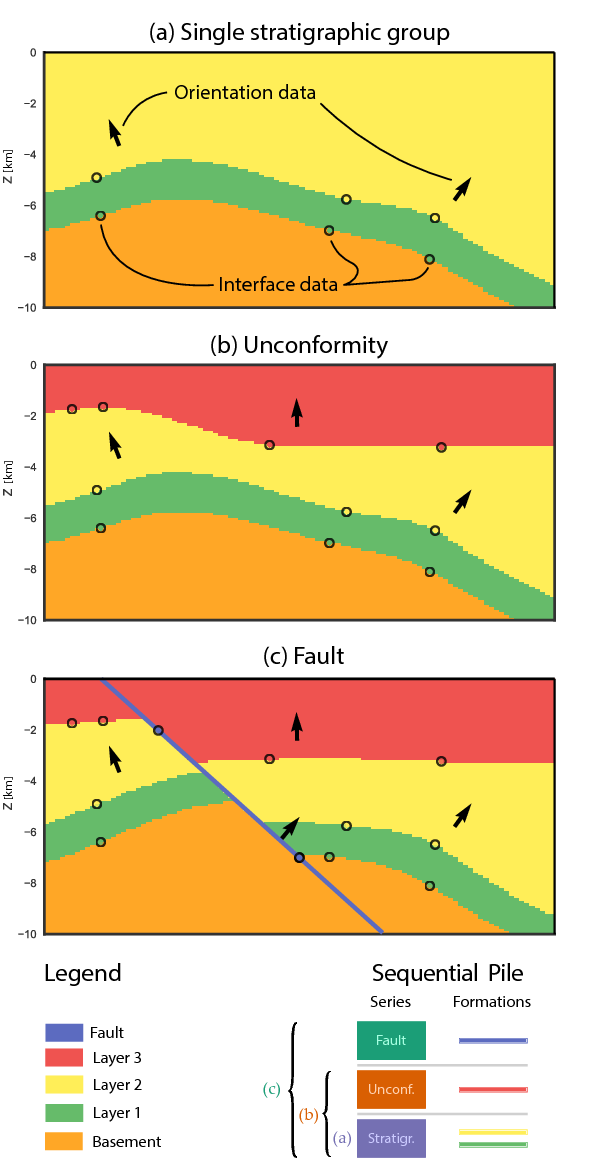 (a) Single stratigraphic group
0
−2
−4
−6
−8
−10
Z [km]
Orientation data
Interface data
(b) Unconformity
0
−2
−4
−6
−8
−10
Z [km]
(c) Fault
0
−2
−4
−6
−8
−10
Z [km]
Legend
Fault
Layer 3
Layer 2
Layer 1
Basement
Sequential Pile
Series Formations
Fault
(c)
Unconf.
(b)
(a) Stratigr.